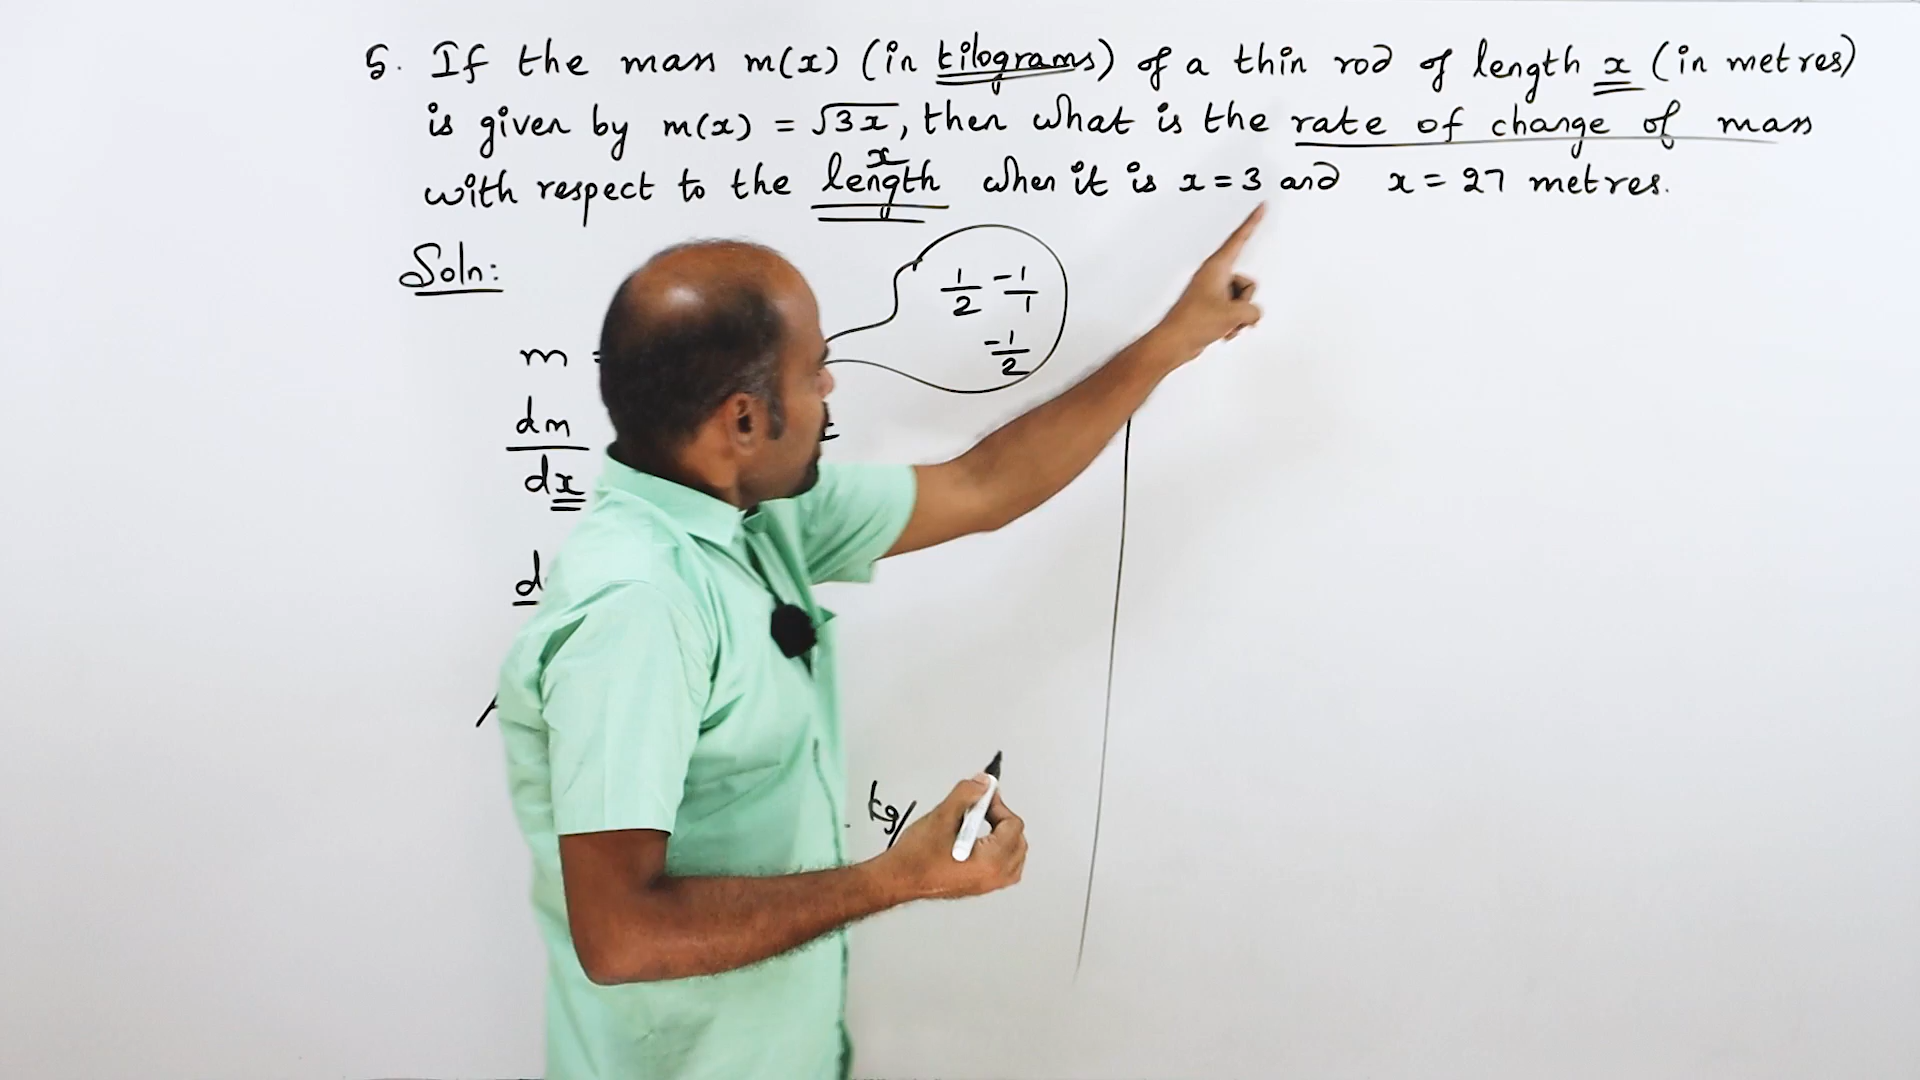 5. If the mass m(x) (in kilograms) of a thin rod of length x (in metres)
is given by m(x) = √3x, then what is the rate of change of mass
x
with respect to the length when it is x = 3 and x = 27 metres.
Soln:
1/2 -1/1
-1/2
m =
dm/dx
d
kg/